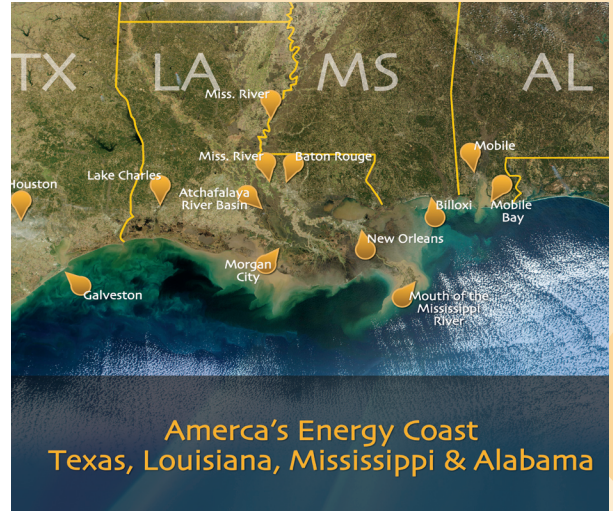 TX
LA
MS
AL
Miss. River
Miss. River
Baton Rouge
Mobile
Houston
Lake Charles
Atchafalaya
River Basin
Billoxi
Mobile
Bay
New Orleans
Morgan
City
Galveston
Mouth of the
Mississippi
River
Amerca's Energy Coast
Texas, Louisiana, Mississippi & Alabama